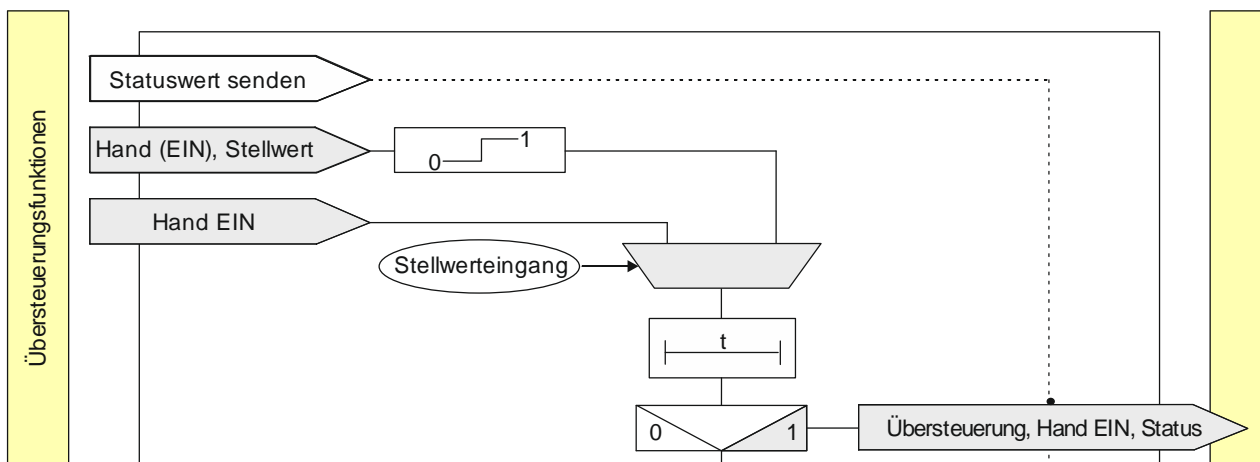 Übersteuerungsfunktionen
Statuswert senden
Hand (EIN), Stellwert
0 1
Hand EIN
Stellwerteingang
t
0 1
Übersteuerung, Hand EIN, Status